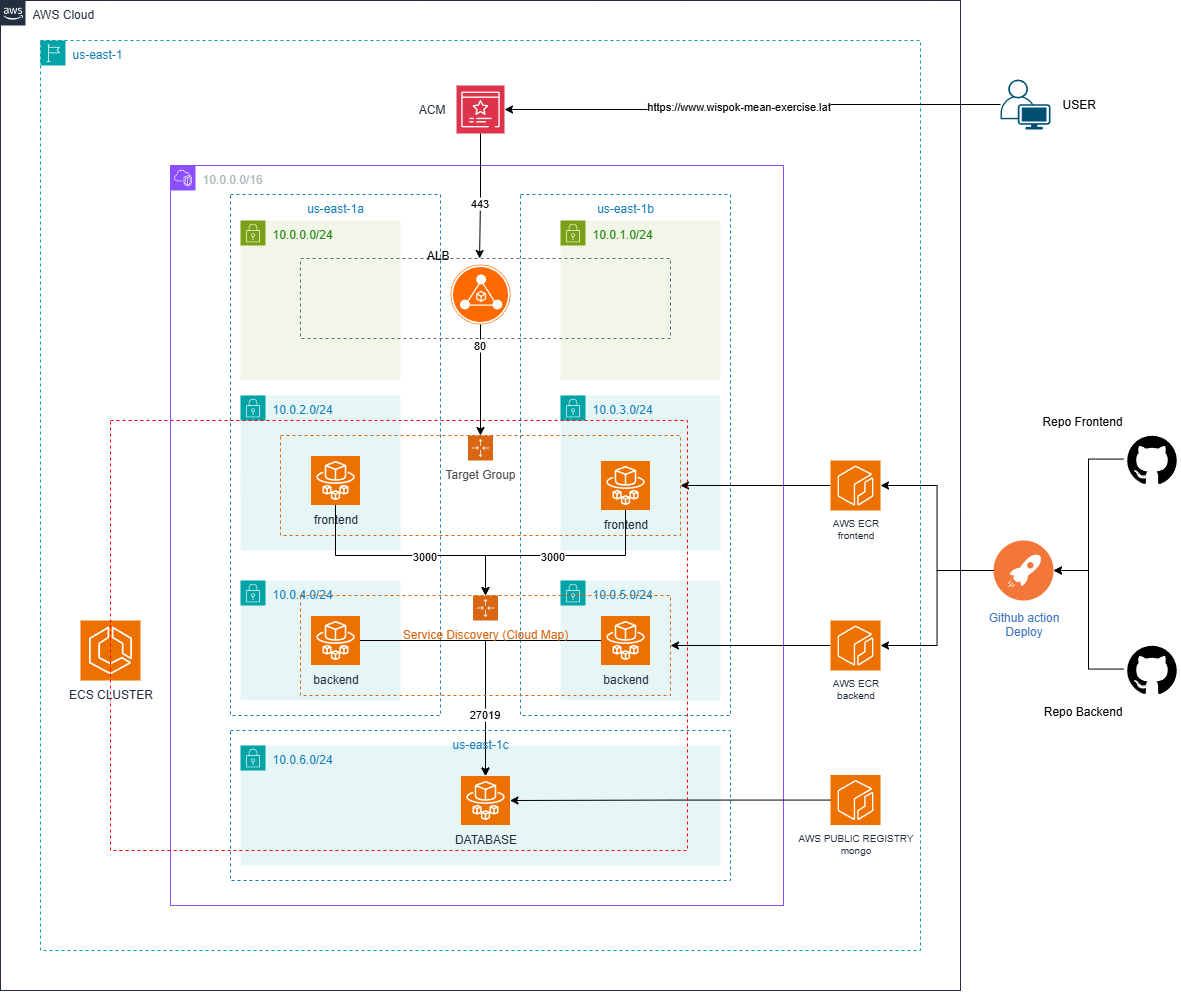 aws
AWS Cloud
us-east-1
ACM
https://www.wispok-mean-exercise.lat
USER
10.0.0.0/16
443
us-east-1a
us-east-1b
10.0.0.0/24
10.0.1.0/24
ALB
80
10.0.2.0/24
10.0.3.0/24
Target Group
frontend
frontend
3000
3000
AWS ECR
frontend
Repo Frontend
10.0.4.0/24
10.0.5.0/24
Service Discovery (Cloud Map)
backend
backend
ECS CLUSTER
AWS ECR
backend
Github action
Deploy
Repo Backend
27019
us-east-1c
10.0.6.0/24
DATABASE
AWS PUBLIC REGISTRY
mongo